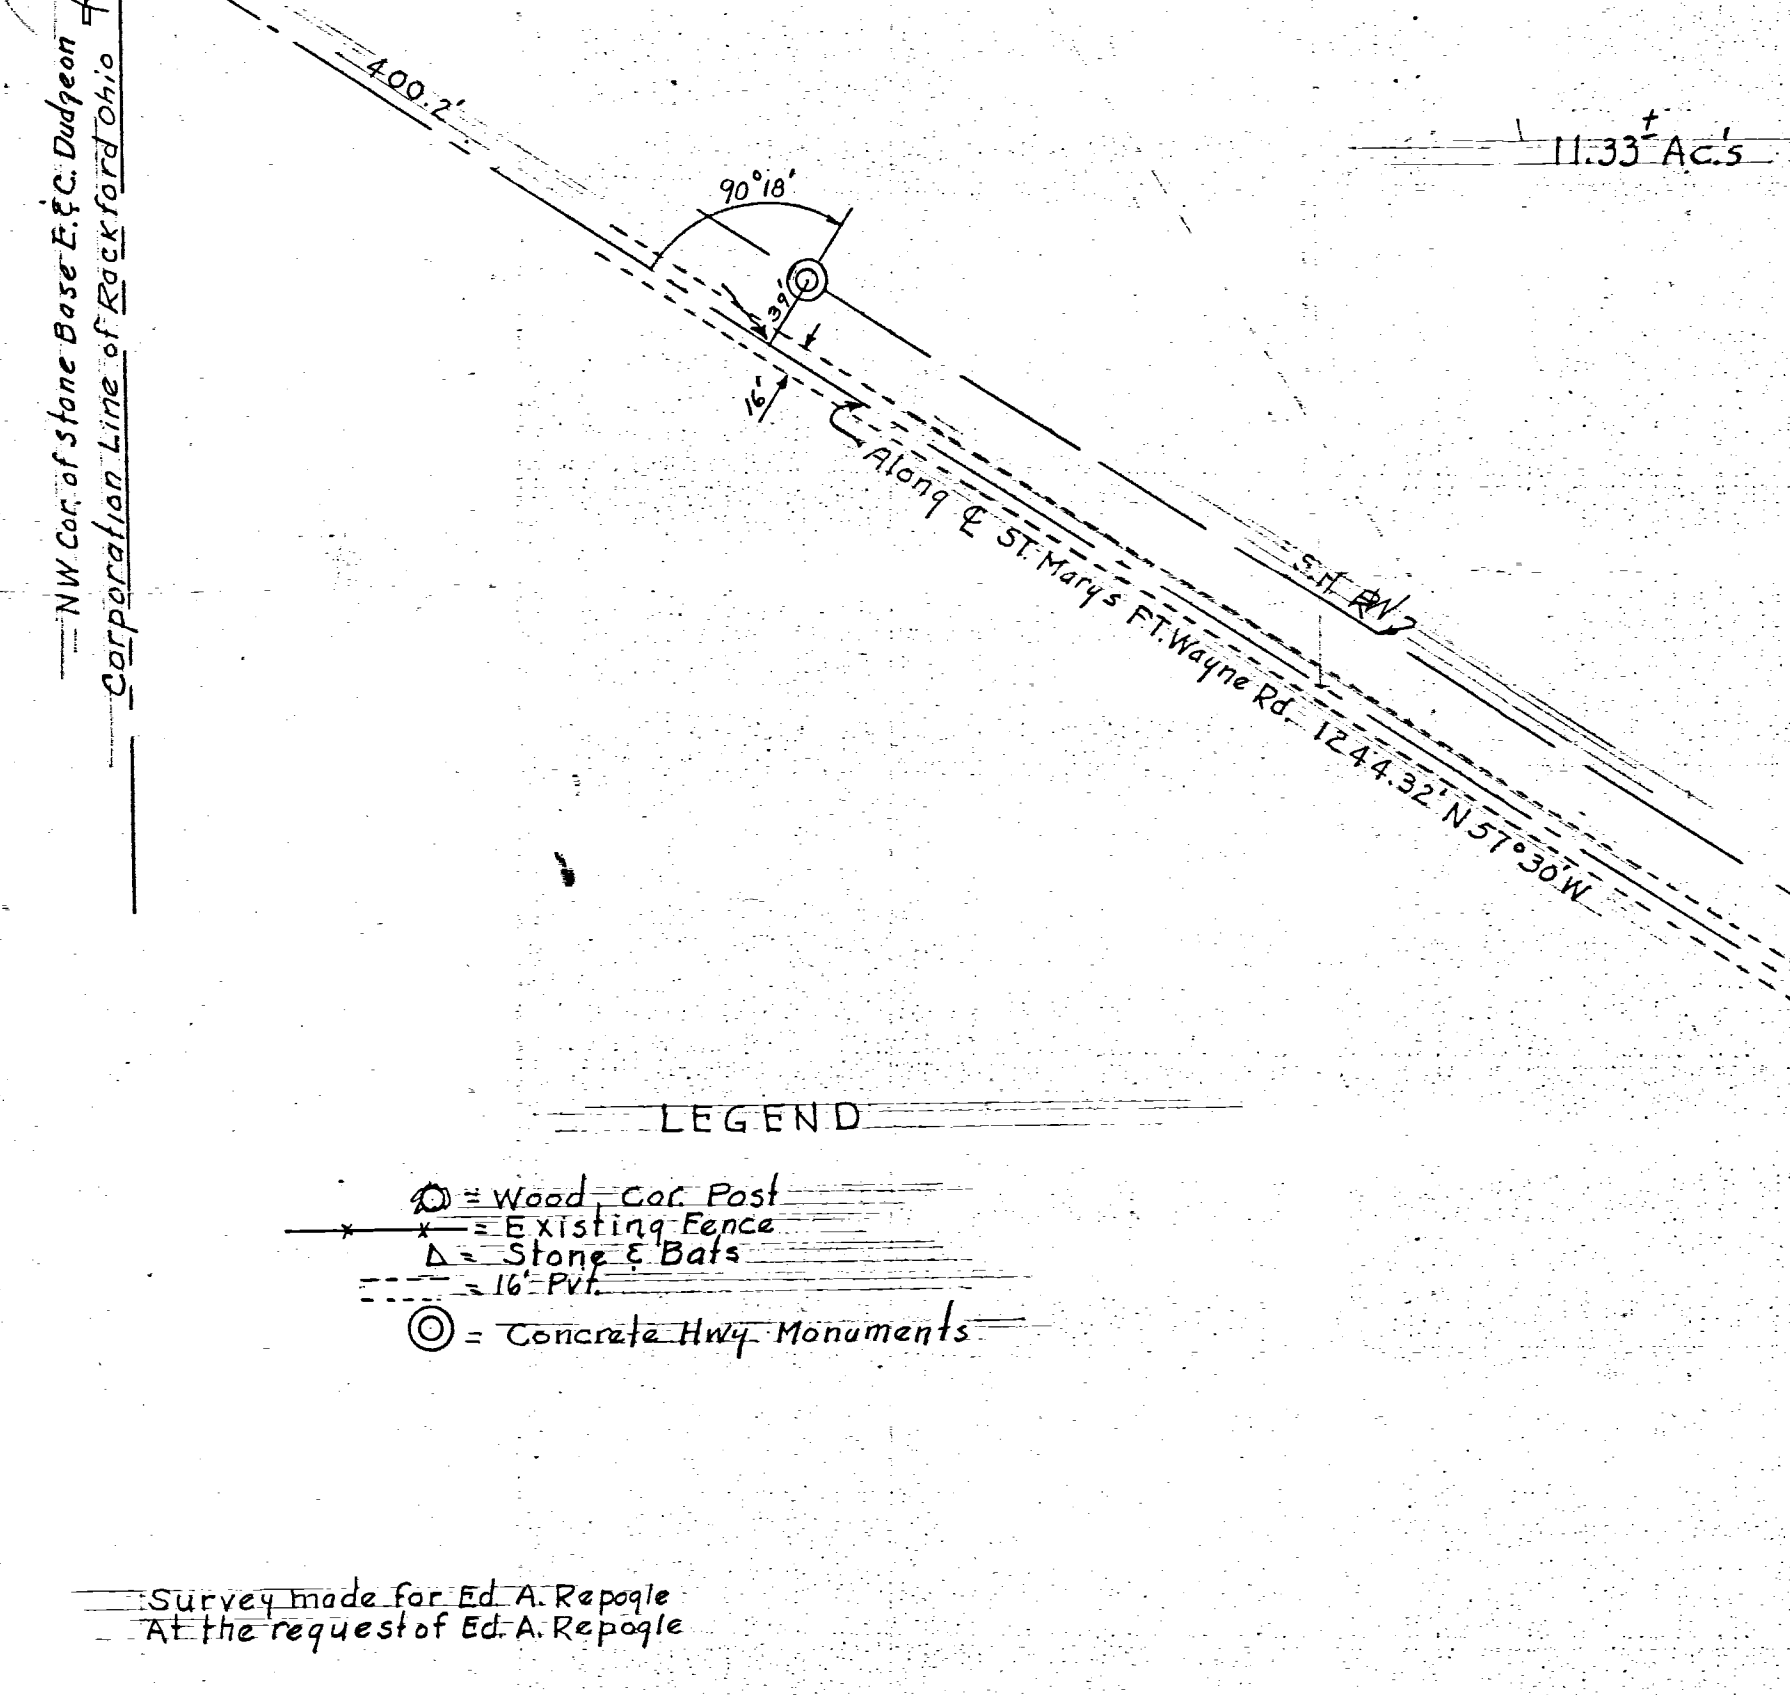 NW Cor. of Stone Base E.&C. Dudgeon
Corporation Line of Rockford Ohio
400.2'
11.33± Ac.'s
90°18'
39'
16'
Along ℄ ST. Mary's FT. Wayne Rd. 1244.32' N 57°30' W
S.H. R/W
LEGEND
= Wood Cor. Post
= Existing Fence
Δ = Stone & Bats
= 16' Pvt.
= Concrete Hwy. Monuments
Survey made for Ed. A. Repogle
At the request of Ed. A. Repogle